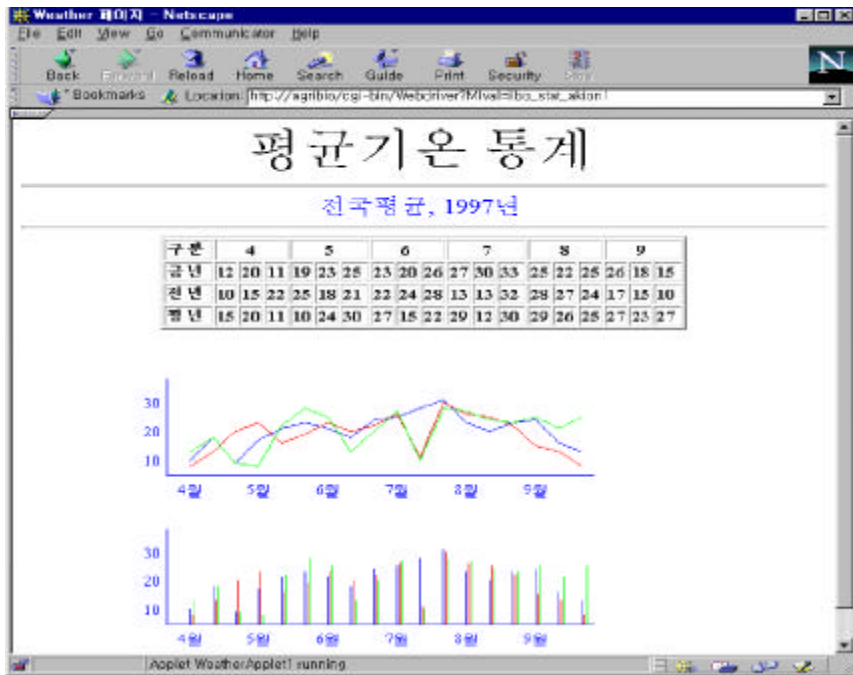 Weather 페이지 - Netscape
File Edit View Go Communicator Help
Back Forward Reload Home Search Guide Print Security Stop
Bookmarks Location: http://agribio/cgi-bin/Webdriver?MIval=libo_stat_akion1
평균기온 통계
전국평균, 1997년
구분 4 5 6 7 8 9
금년 12 20 11 19 23 25 23 20 26 27 30 33 25 22 25 26 18 15
전년 10 15 22 25 18 21 22 24 28 13 13 32 28 27 24 17 15 10
평년 15 20 11 10 24 30 27 15 22 29 12 30 29 26 25 27 23 27
30
20
10
4월 5월 6월 7월 8월 9월
30
20
10
4월 5월 6월 7월 8월 9월
Applet WeatherApplet1 running